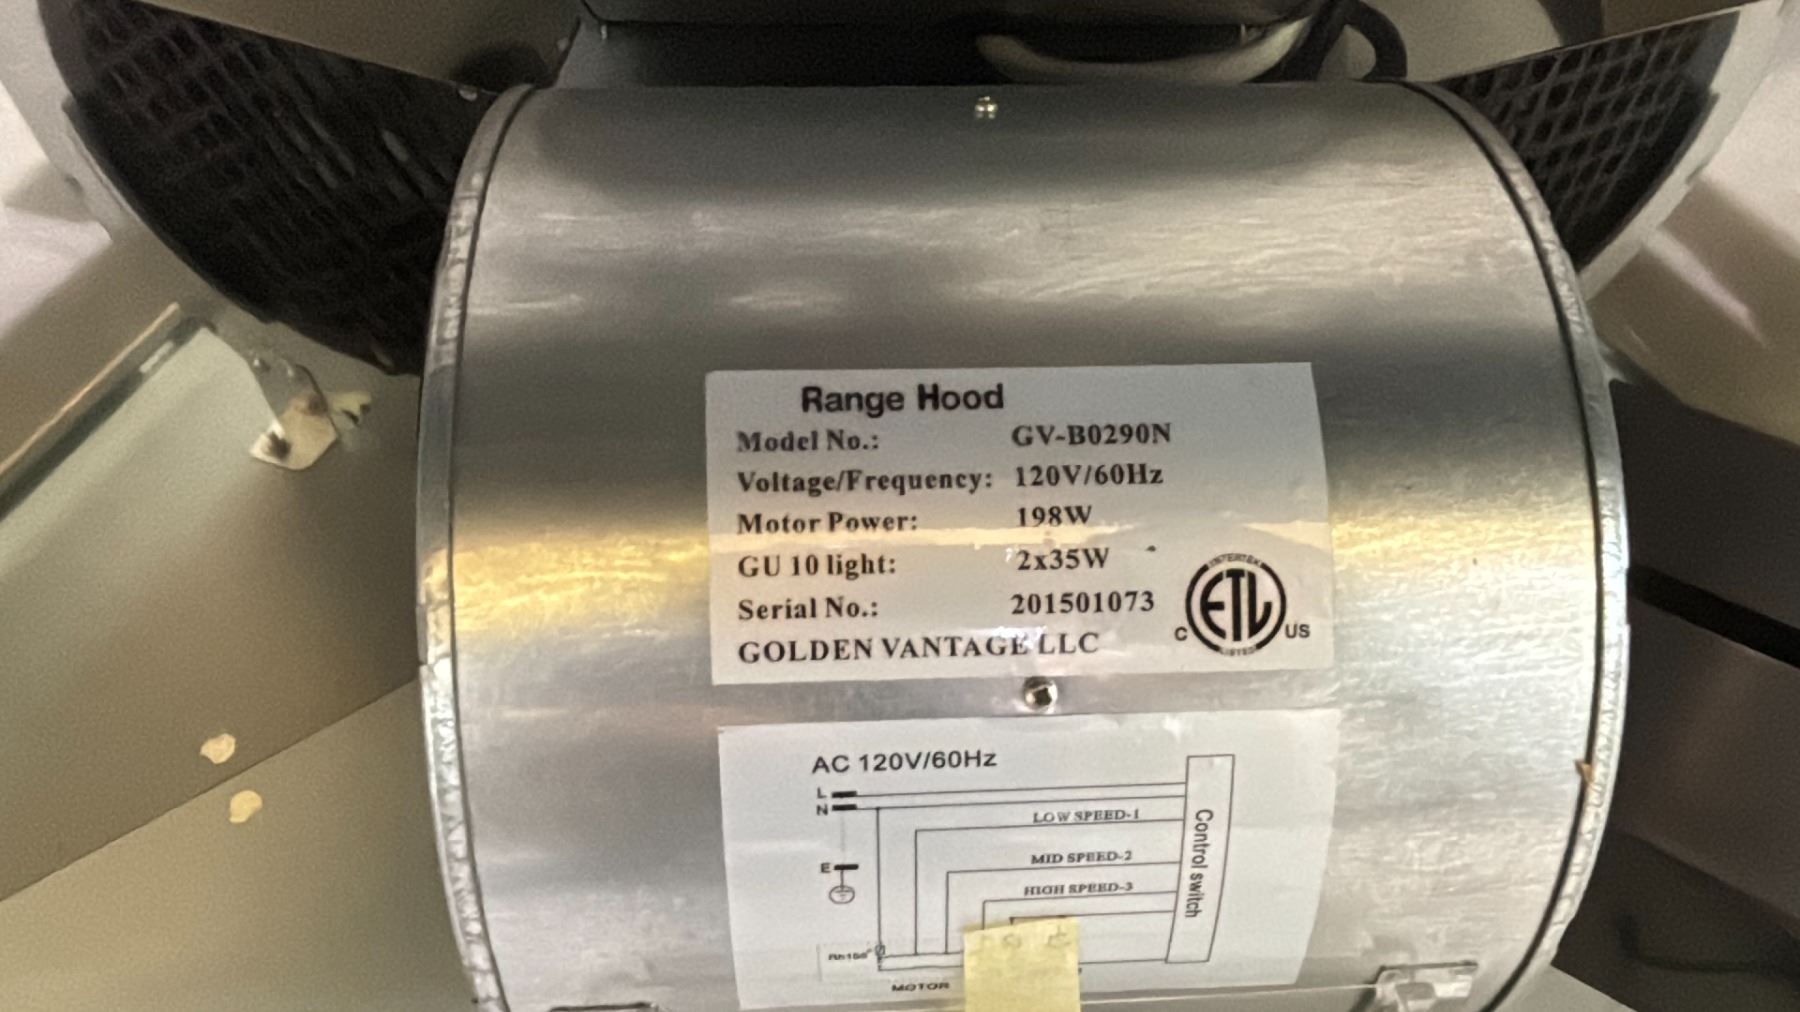 Range Hood
Model No.: GV-B0290N
Voltage/Frequency: 120V/60Hz
Motor Power: 198W
GU 10 light: 2x35W
Serial No.: 201501073
GOLDEN VANTAGE LLC
INTERTEK
ETL
C US
LISTED
AC 120V/60Hz
L
N
LOW SPEED-1
MID SPEED-2
E
HIGH SPEED-3
Control switch
MOTOR